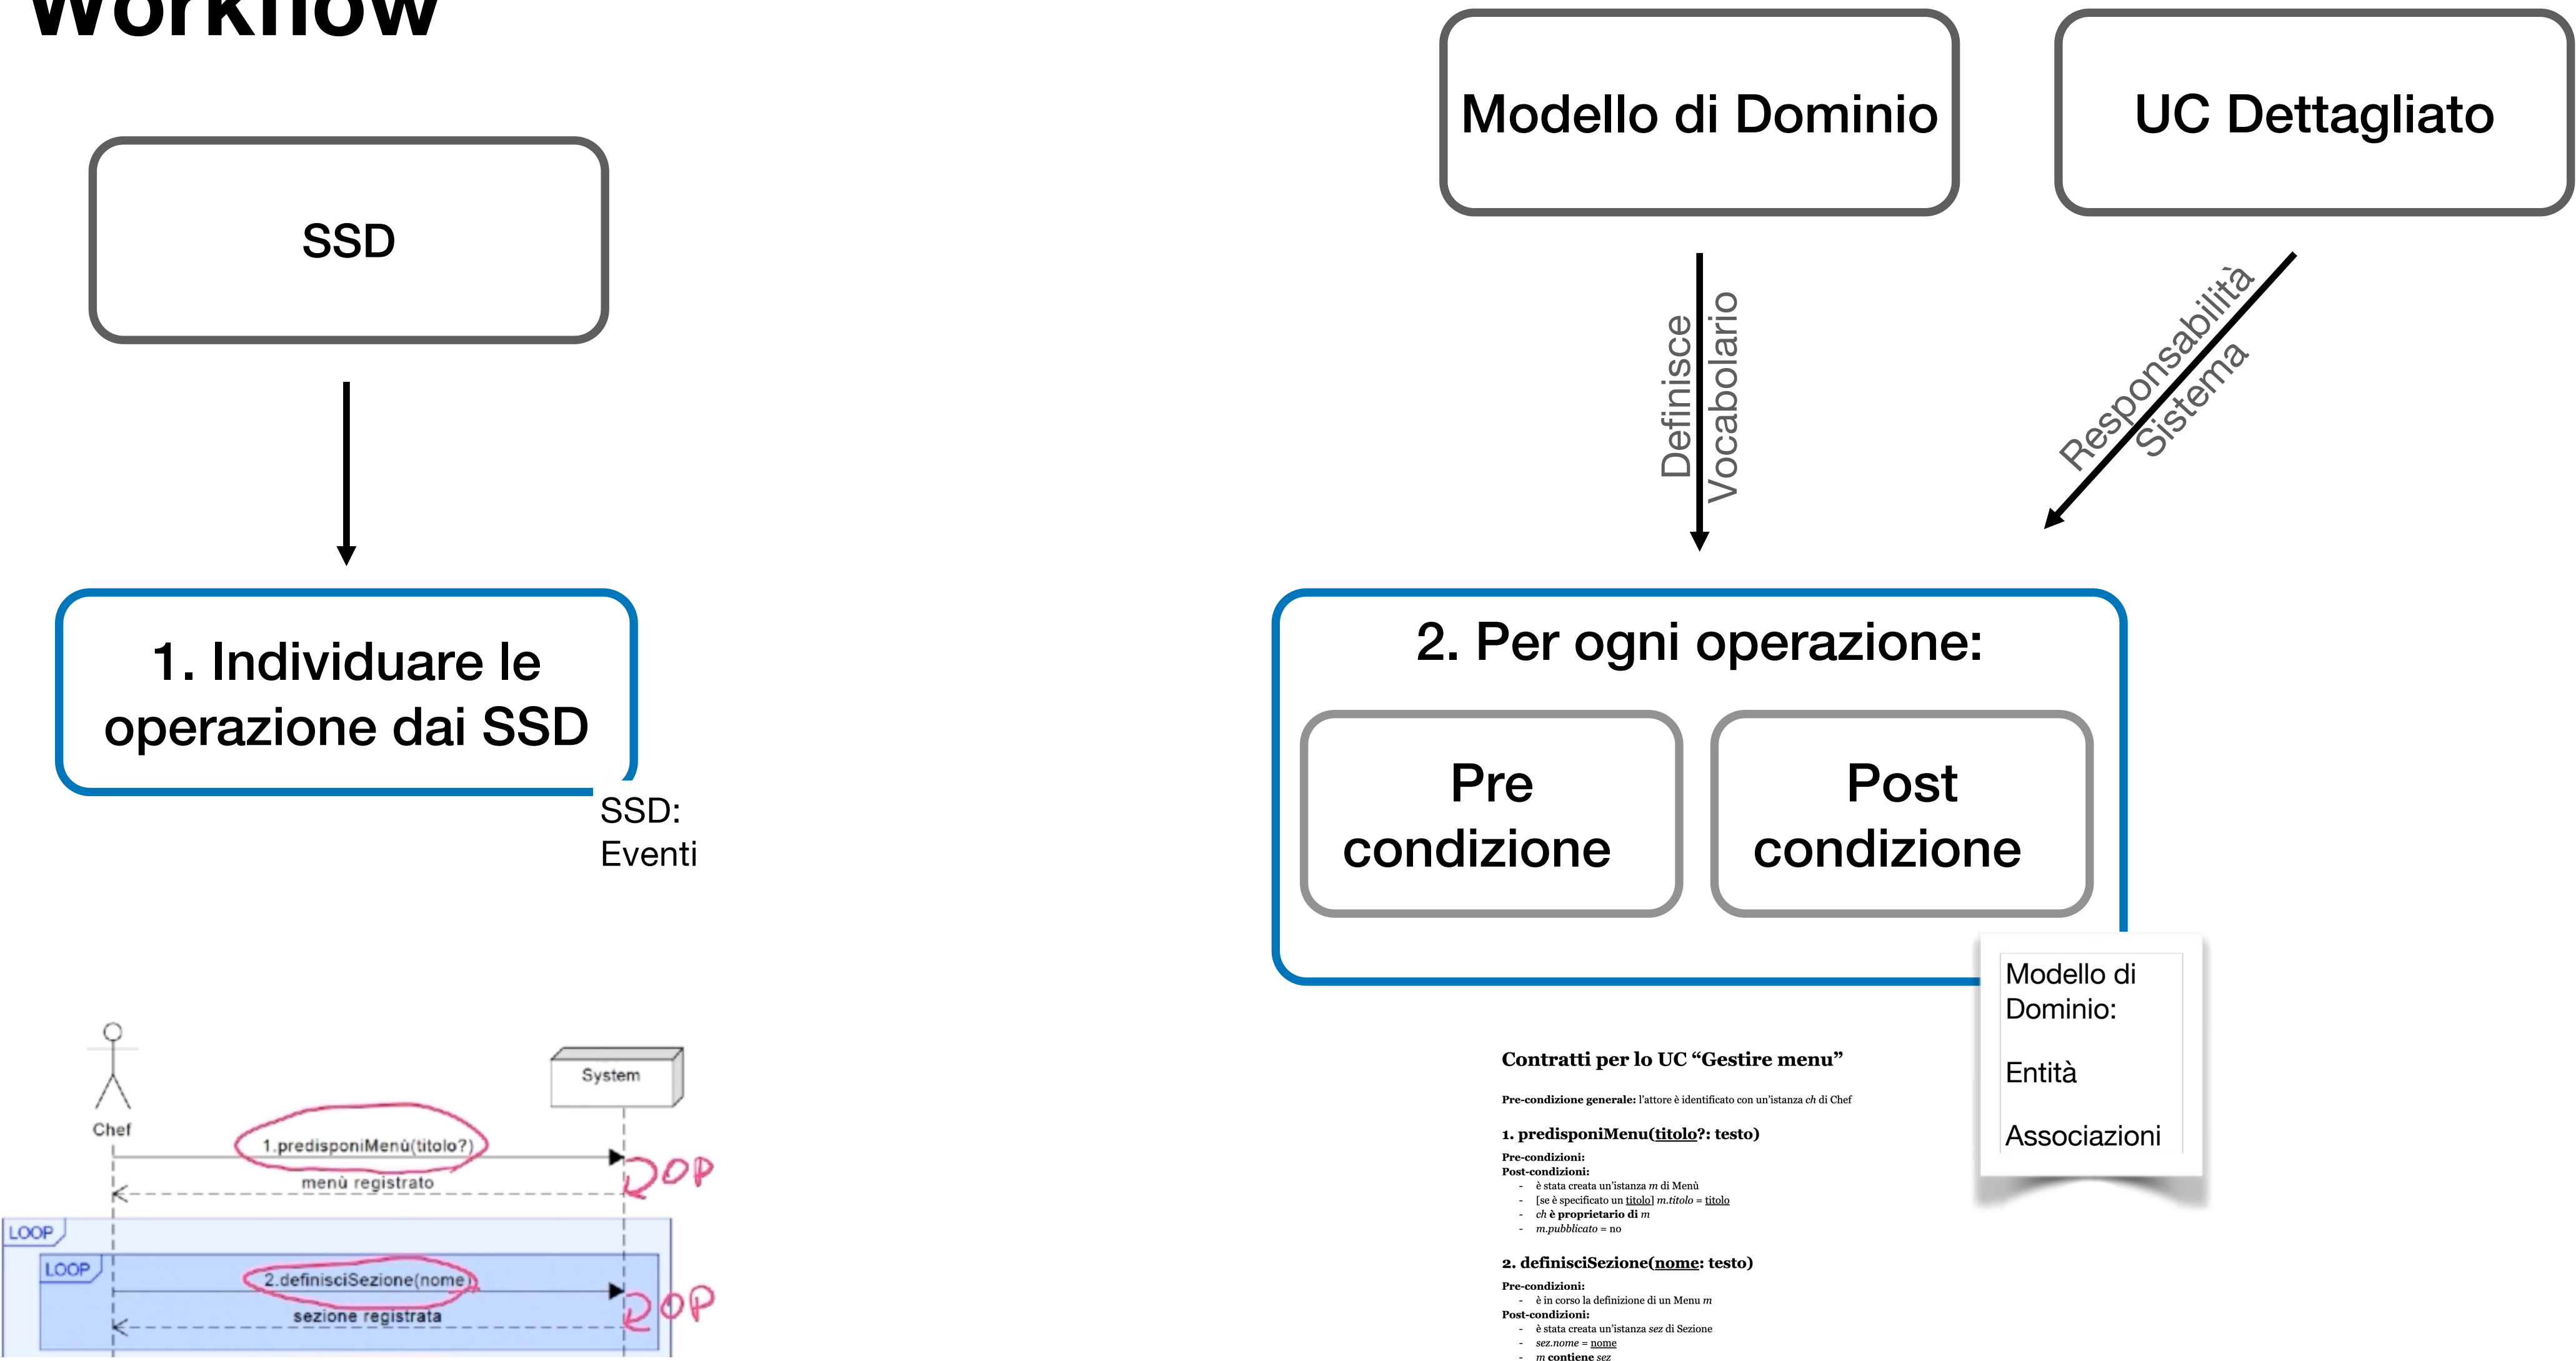 Workflow
SSD
Modello di Dominio
UC Dettagliato
Definisce
Vocabolario
Responsabilità
Sistema
1. Individuare le
operazione dai SSD
SSD:
Eventi
2. Per ogni operazione:
Pre
condizione
Post
condizione
Modello di
Dominio:
Entità
Associazioni
Chef
System
1.predisponiMenù(titolo?)
OP
menù registrato
LOOP
LOOP
2.definisciSezione(nome)
OP
sezione registrata
Contratti per lo UC “Gestire menu”
Pre-condizione generale: l’attore è identificato con un’istanza ch di Chef
1. predisponiMenu(titolo?: testo)
Pre-condizioni:
Post-condizioni:
- è stata creata un’istanza m di Menù
- [se è specificato un titolo] m.titolo = titolo
- ch è proprietario di m
- m.pubblicato = no
2. definisciSezione(nome: testo)
Pre-condizioni:
- è in corso la definizione di un Menu m
Post-condizioni:
- è stata creata un’istanza sez di Sezione
- sez.nome = nome
- m contiene sez